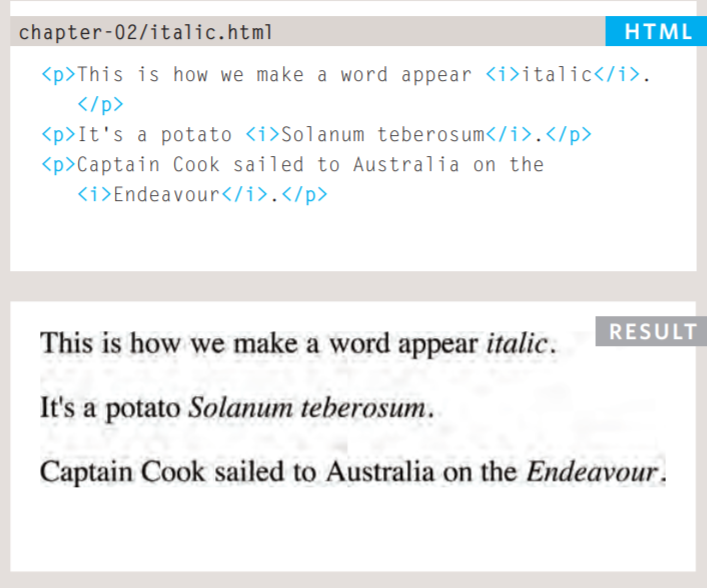 chapter-02/italic.html HTML
<p>This is how we make a word appear <i>italic</i>.
</p>
<p>It's a potato <i>Solanum teberosum</i>.</p>
<p>Captain Cook sailed to Australia on the
<i>Endeavour</i>.</p>
RESULT
This is how we make a word appear italic.
It's a potato Solanum teberosum.
Captain Cook sailed to Australia on the Endeavour.